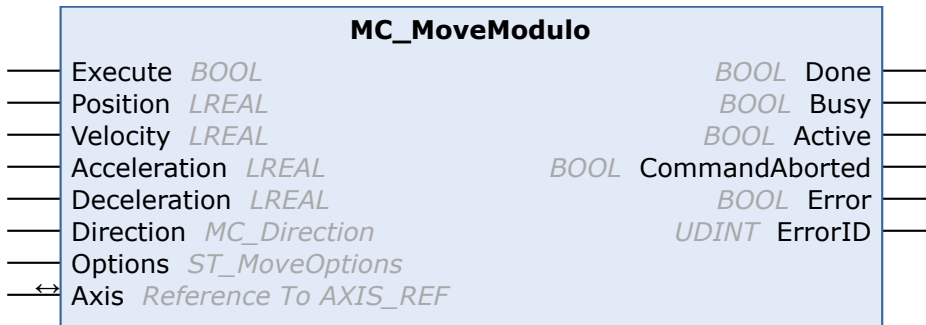 MC_MoveModulo
Execute BOOL BOOL Done
Position LREAL BOOL Busy
Velocity LREAL BOOL Active
Acceleration LREAL BOOL CommandAborted
Deceleration LREAL BOOL Error
Direction MC_Direction UDINT ErrorID
Options ST_MoveOptions
↔ Axis Reference To AXIS_REF